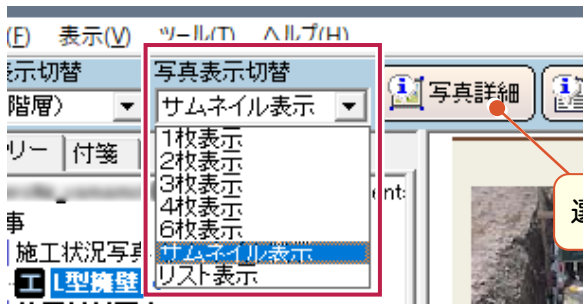 (F) 表示(V) ツール(T) ヘルプ(H)
表示切替 写真表示切替
階層) サムネイル表示 写真詳細
1枚表示
2枚表示
3枚表示
4枚表示
6枚表示
サムネイル表示
リスト表示
リー 付箋
事
施工状況写真
工 L型擁壁